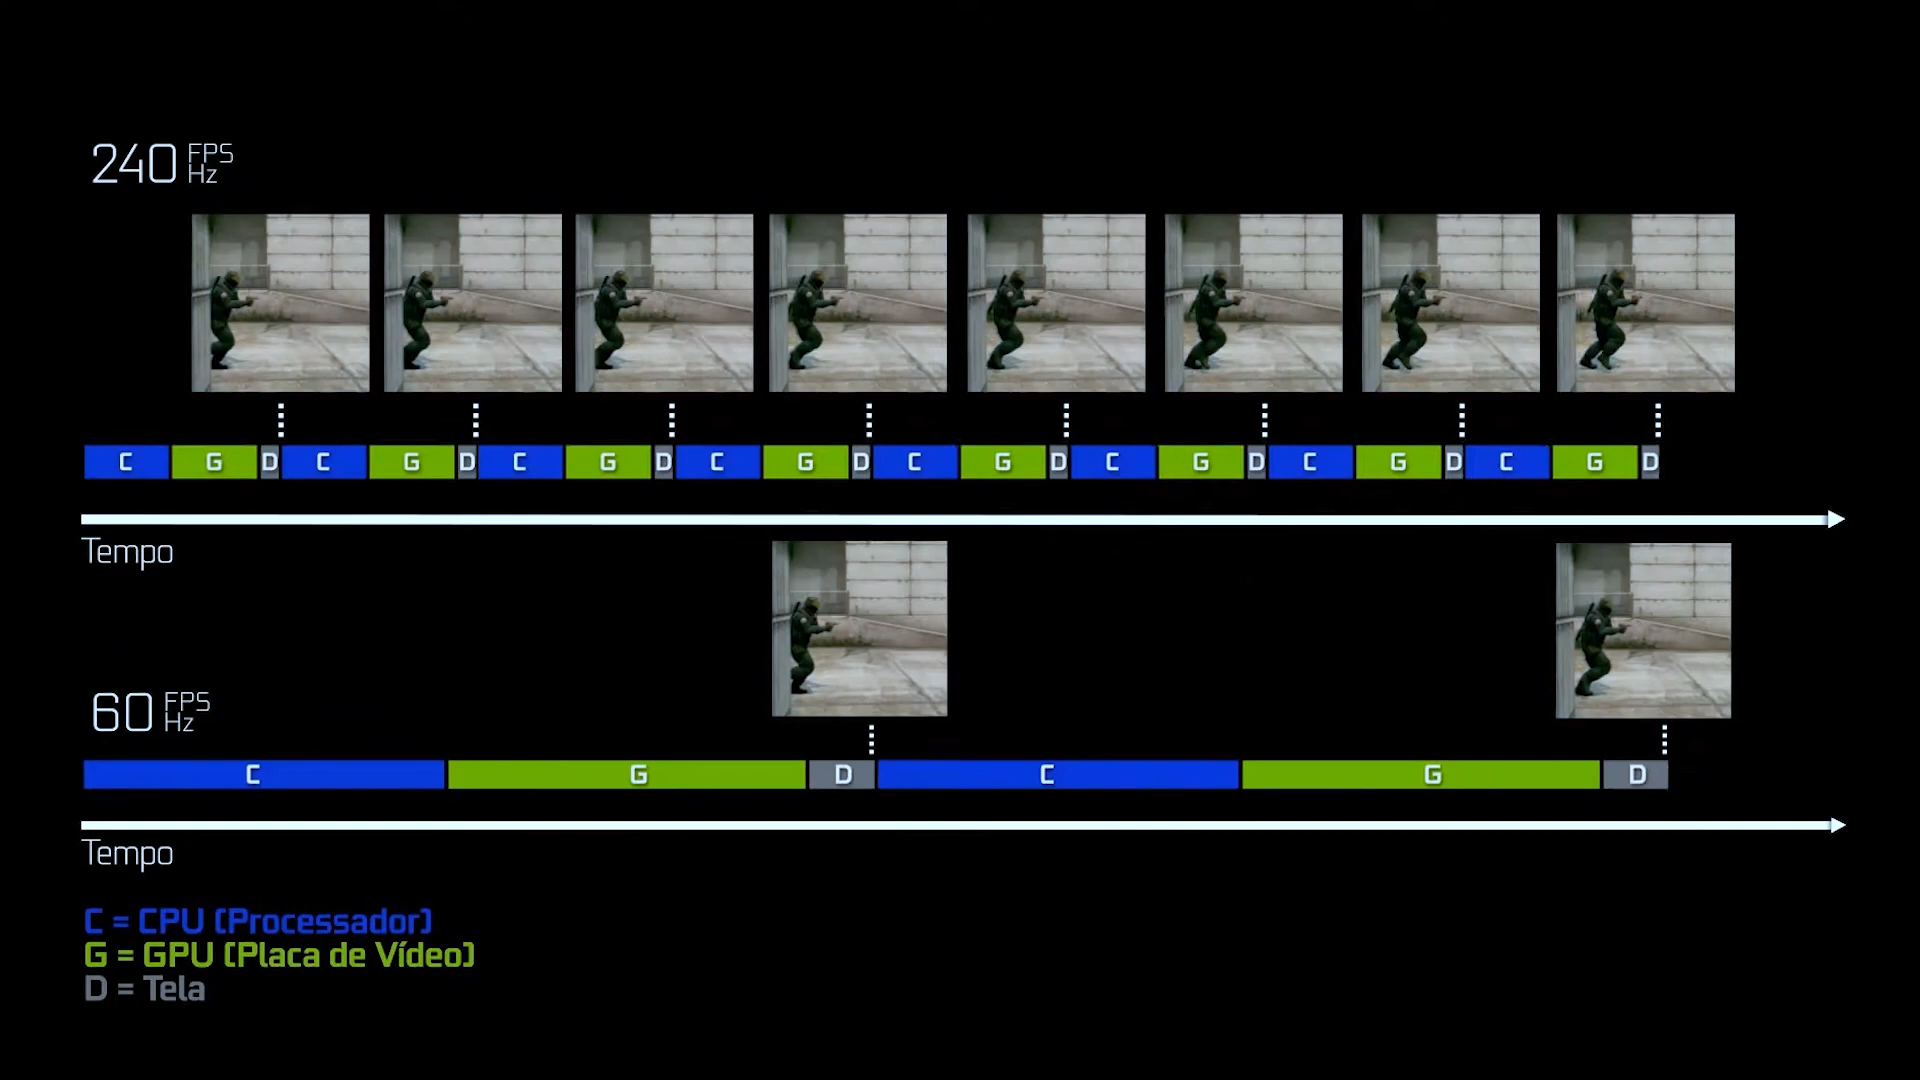 240 FPS
Hz
C G D C G D C G D C G D C G D C G D C G D C G D
Tempo
60 FPS
Hz
C G D C G D
Tempo
C = CPU (Processador)
G = GPU (Placa de Vídeo)
D = Tela